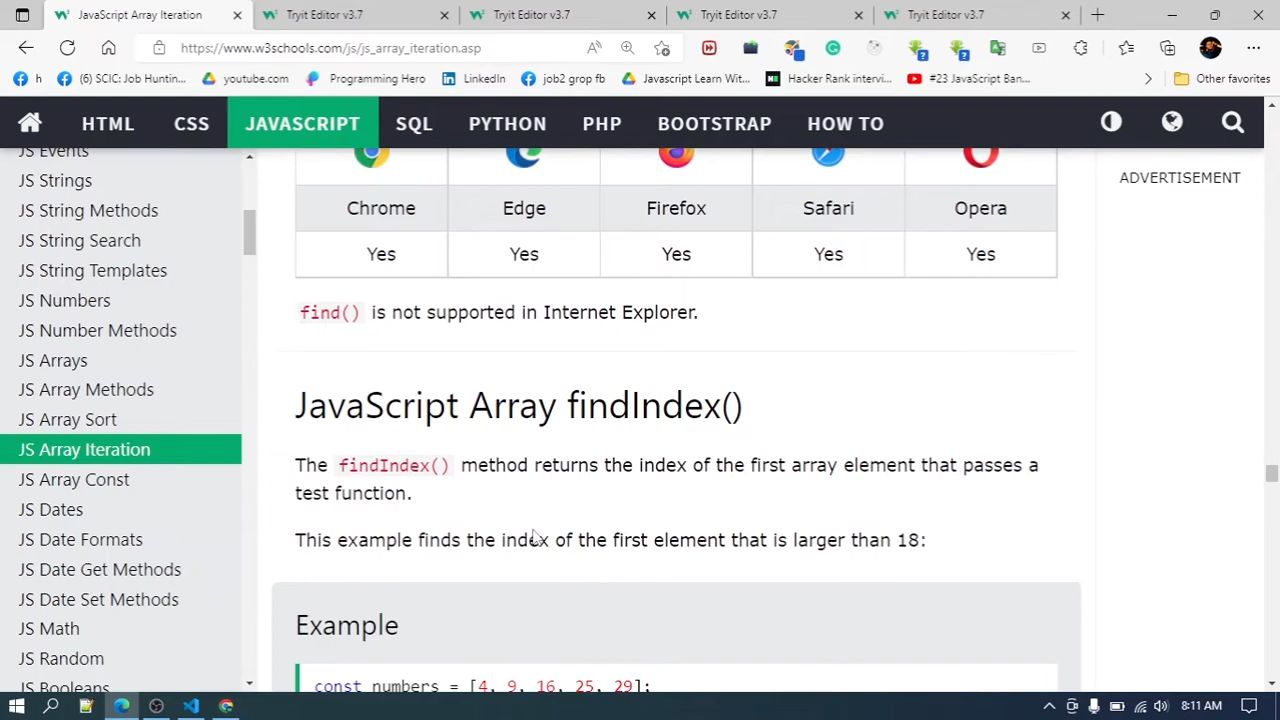 JavaScript Array Iteration
Tryit Editor v3.7
Tryit Editor v3.7
Tryit Editor v3.7
Tryit Editor v3.7
https://www.w3schools.com/js/js_array_iteration.asp
h
(6) SCIC: Job Huntin...
youtube.com
Programming Hero
LinkedIn
job2 grop fb
Javascript Learn Wit...
Hacker Rank intervi...
#23 JavaScript Ban...
Other favorites
HTML
CSS
JAVASCRIPT
SQL
PYTHON
PHP
BOOTSTRAP
HOW TO
JS Events
JS Strings
JS String Methods
JS String Search
JS String Templates
JS Numbers
JS Number Methods
JS Arrays
JS Array Methods
JS Array Sort
JS Array Iteration
JS Array Const
JS Dates
JS Date Formats
JS Date Get Methods
JS Date Set Methods
JS Math
JS Random
JS Booleans
Chrome Edge Firefox Safari Opera
Yes Yes Yes Yes Yes
find() is not supported in Internet Explorer.
JavaScript Array findIndex()
The findIndex() method returns the index of the first array element that passes a
test function.
This example finds the index of the first element that is larger than 18:
Example
const numbers = [4, 9, 16, 25, 29];
ADVERTISEMENT
8:11 AM